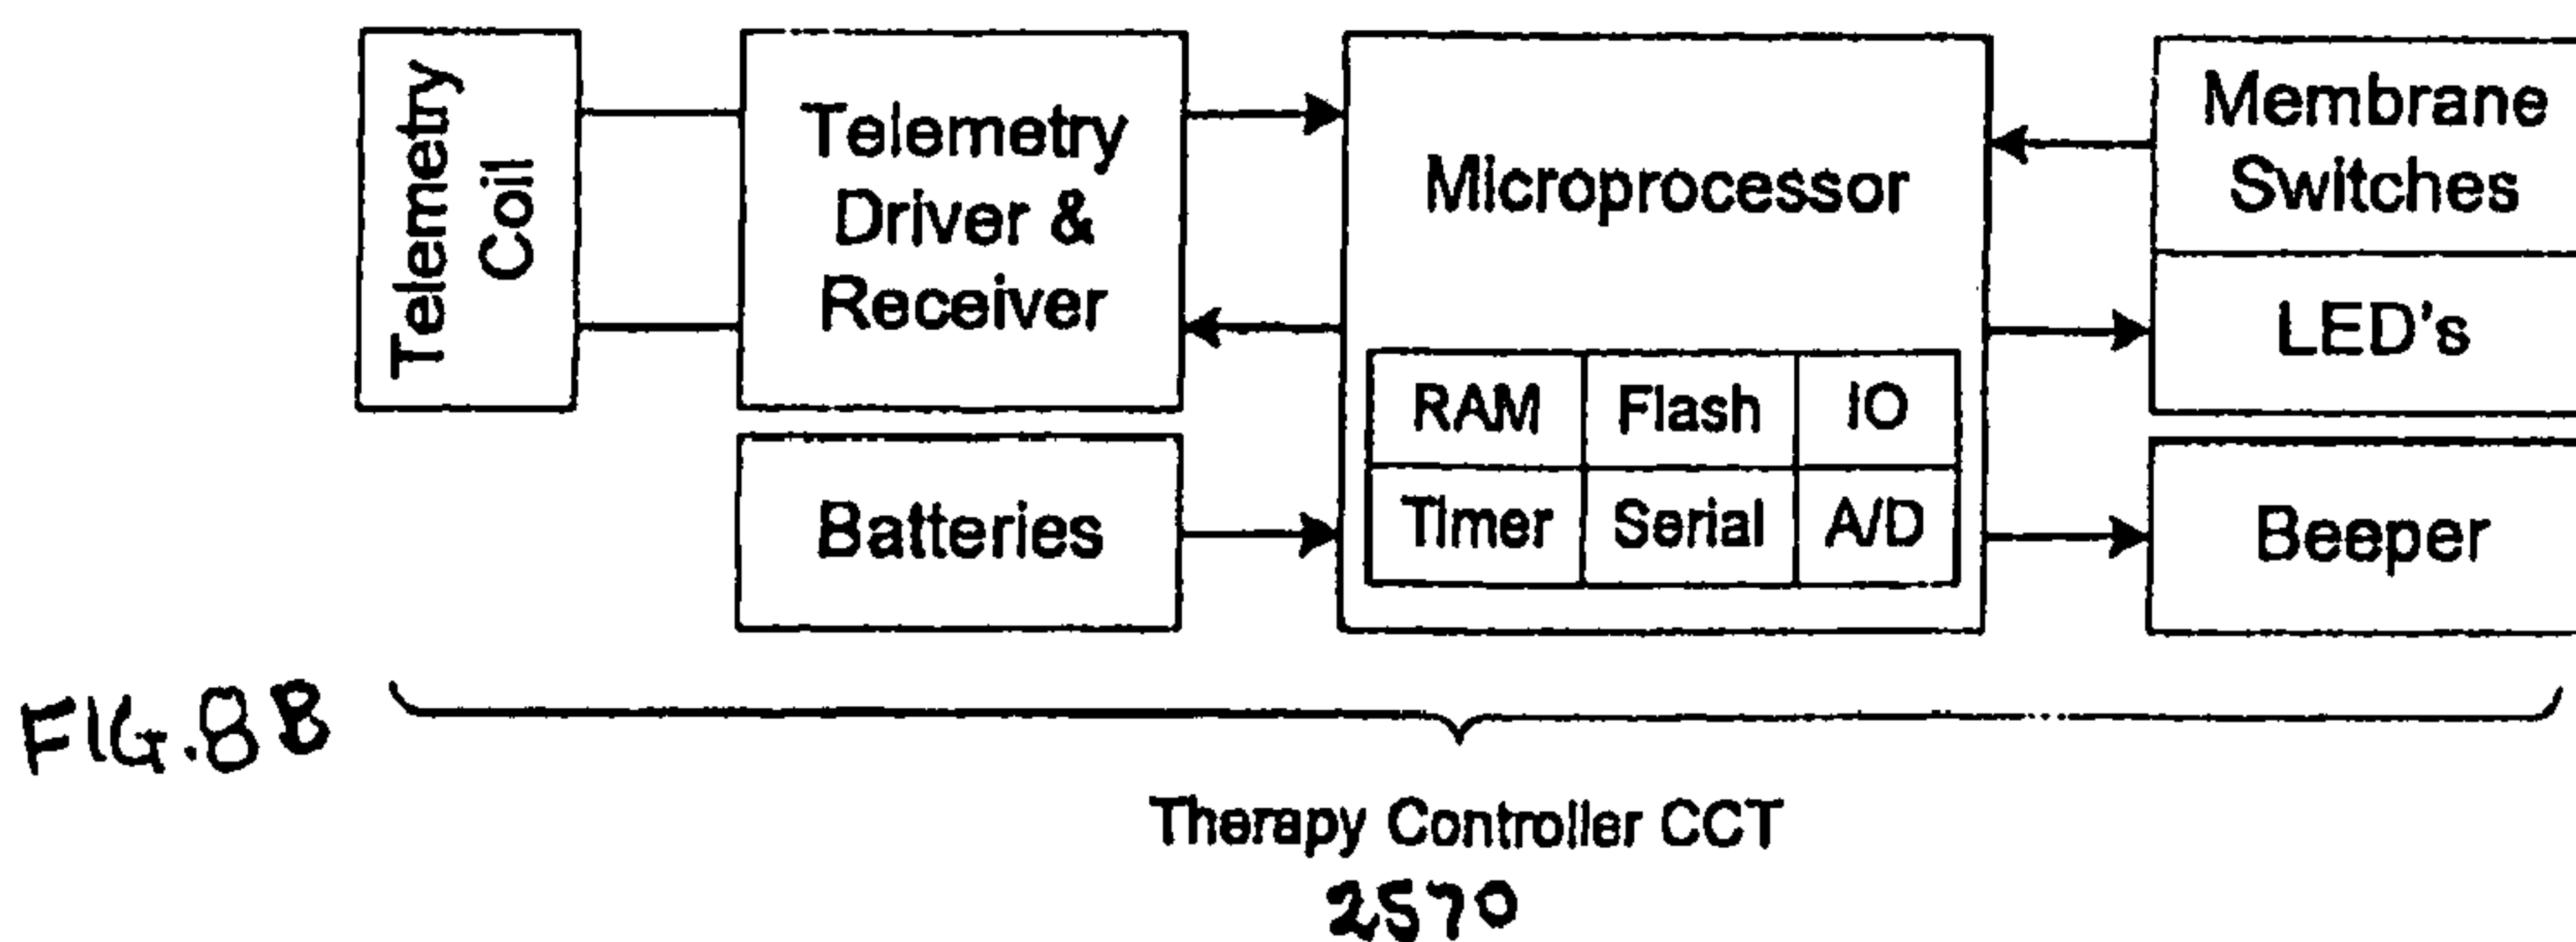 Telemetry
Coil
Telemetry
Driver &
Receiver
Batteries
Microprocessor
RAM
Flash
IO
Timer
Serial
A/D
Membrane
Switches
LED's
Beeper
FIG.8B
Therapy Controller CCT
2570